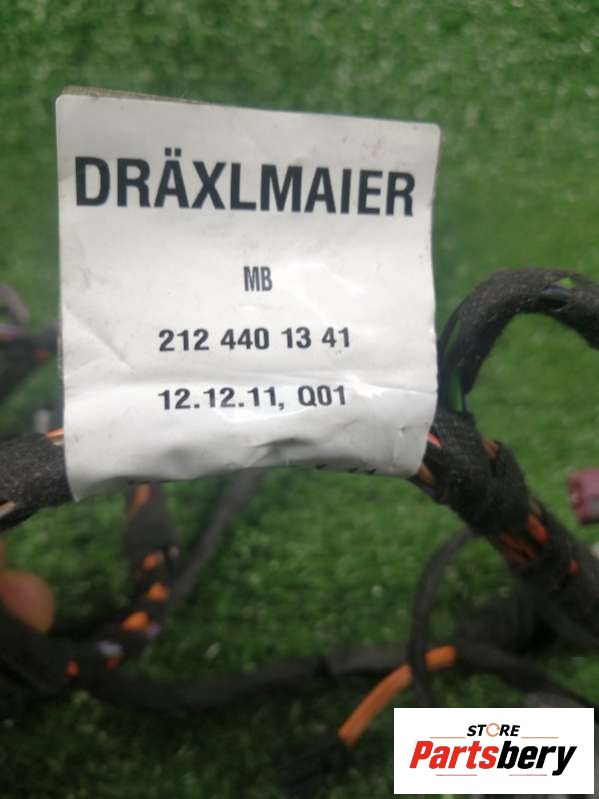 DRÄXLMAIER
MB
212 440 13 41
12.12.11, Q01
STORE
Partsbery